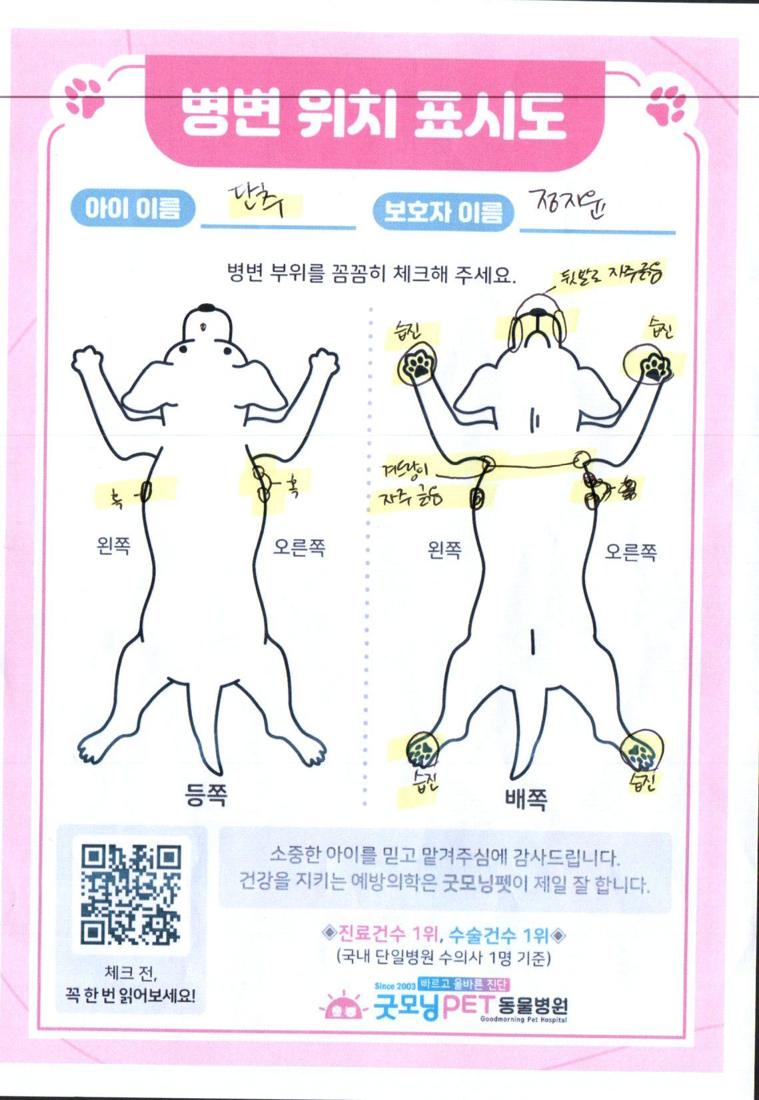 병변 위치 표시도
아이 이름 단추
보호자 이름 정지윤
병변 부위를 꼼꼼히 체크해 주세요.
뒷발로 자주 긁음
습진
습진
혹
혹
겨드랑이
자주 긁음
왼쪽
오른쪽
왼쪽
오른쪽
습진
습진
등쪽
배쪽
소중한 아이를 믿고 맡겨주심에 감사드립니다.
건강을 지키는 예방의학은 굿모닝펫이 제일 잘 합니다.
체크 전,
꼭 한 번 읽어보세요!
◈진료건수 1위, 수술건수 1위◈
(국내 단일병원 수의사 1명 기준)
Since 2003 바르고 올바른 진단
굿모닝PET동물병원
Goodmorning Pet Hospital